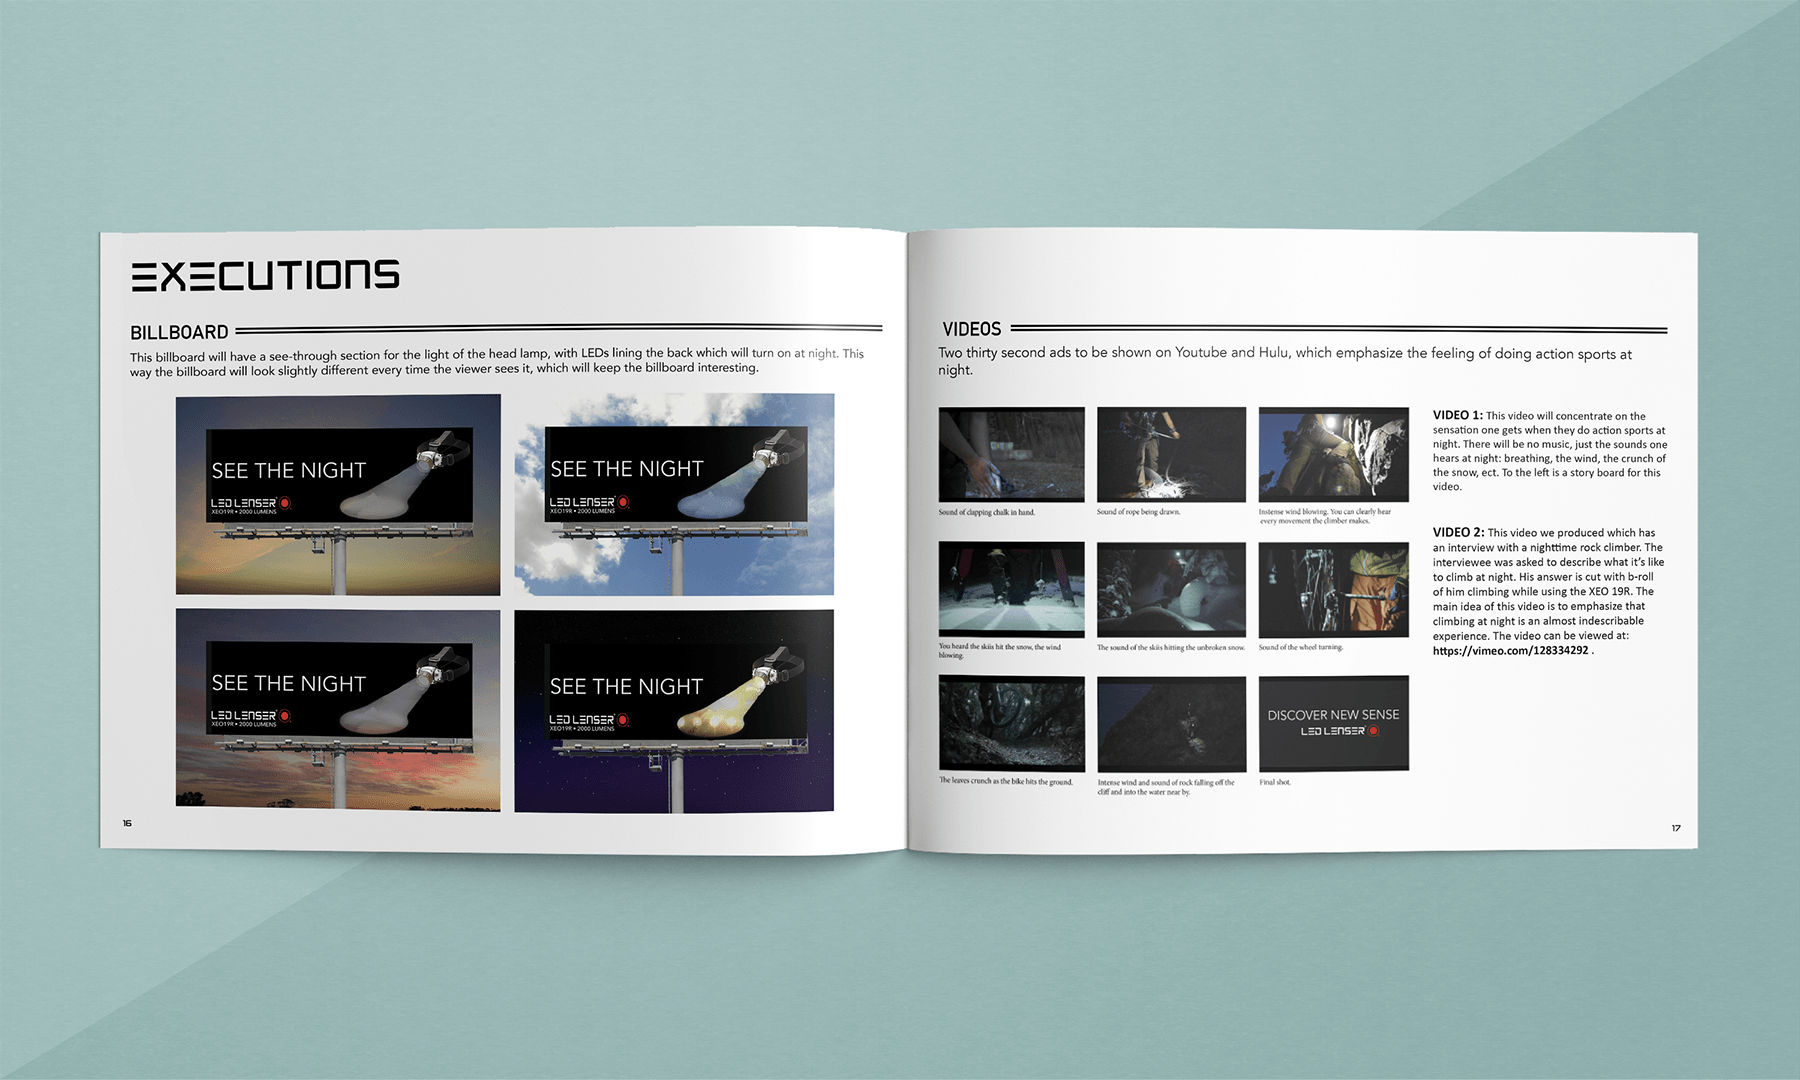 EXECUTIONS
BILLBOARD
This billboard will have a see-through section for the light of the head lamp, with LEDs lining the back which will turn on at night. This
way the billboard will look slightly different every time the viewer sees it, which will keep the billboard interesting.
SEE THE NIGHT
LED LENSER
XEO19R • 2000 LUMENS
SEE THE NIGHT
LED LENSER
XEO19R • 2000 LUMENS
SEE THE NIGHT
LED LENSER
XEO19R • 2000 LUMENS
SEE THE NIGHT
LED LENSER
XEO19R • 2000 LUMENS
16
VIDEOS
Two thirty second ads to be shown on Youtube and Hulu, which emphasize the feeling of doing action sports at
night.
Sound of clapping chalk in hand.
Sound of rope being drawn.
Instense wind blowing. You can clearly hear
every movement the climber makes.
You heard the skiis hit the snow, the wind
blowing.
The sound of the skiis hitting the unbroken snow.
Sound of the wheel turning.
The leaves crunch as the bike hits the ground.
Intense wind and sound of rock falling off the
cliff and into the water near by.
DISCOVER NEW SENSE
LED LENSER
Final shot.
VIDEO 1: This video will concentrate on the
sensation one gets when they do action sports at
night. There will be no music, just the sounds one
hears at night: breathing, the wind, the crunch of
the snow, ect. To the left is a story board for this
video.
VIDEO 2: This video we produced which has
an interview with a nighttime rock climber. The
interviewee was asked to describe what it's like
to climb at night. His answer is cut with b-roll
of him climbing while using the XEO 19R. The
main idea of this video is to emphasize that
climbing at night is an almost indescribable
experience. The video can be viewed at:
https://vimeo.com/128334292 .
17